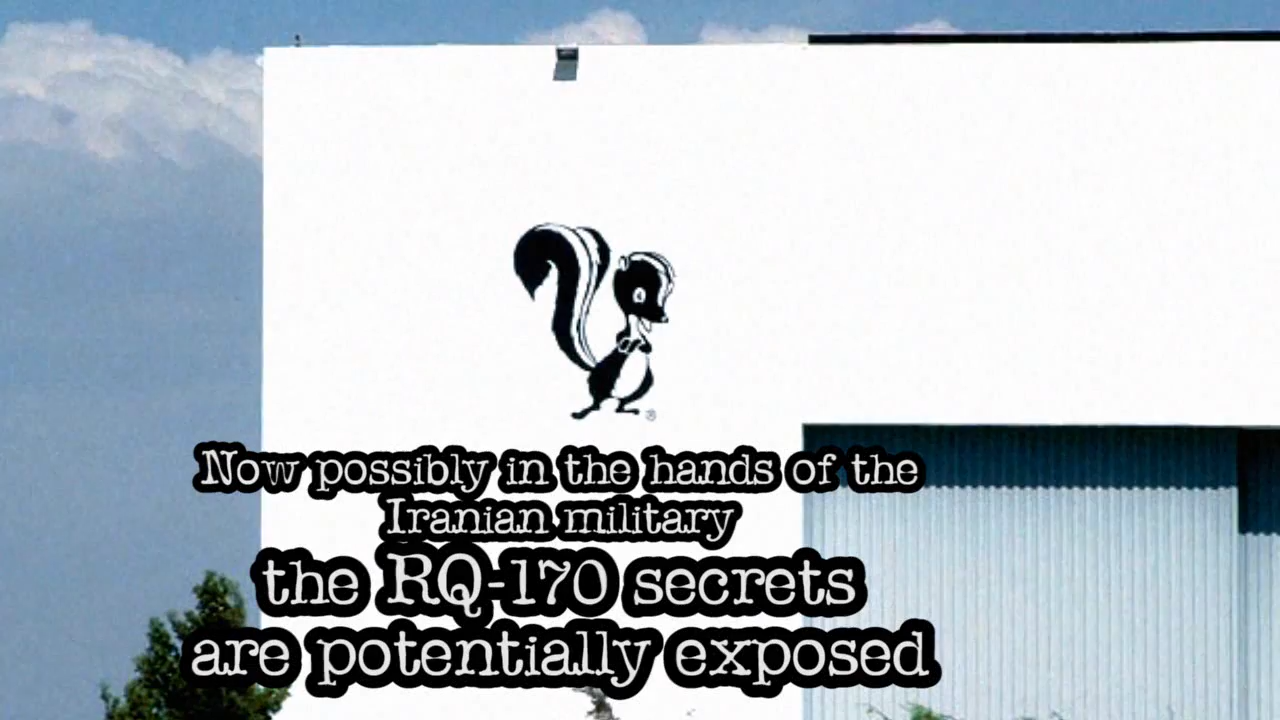 Now possibly in the hands of the
Iranian military
the RQ-170 secrets
are potentially exposed
®